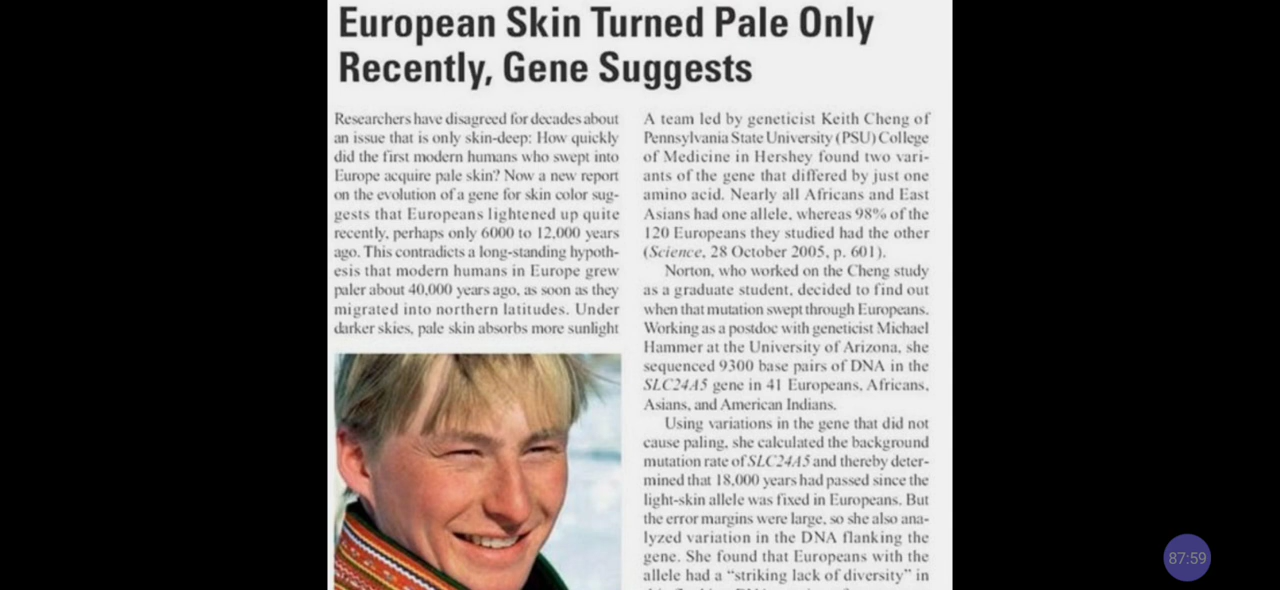 European Skin Turned Pale Only
Recently, Gene Suggests
Researchers have disagreed for decades about
an issue that is only skin-deep: How quickly
did the first modern humans who swept into
Europe acquire pale skin? Now a new report
on the evolution of a gene for skin color sug-
gests that Europeans lightened up quite
recently, perhaps only 6000 to 12,000 years
ago. This contradicts a long-standing hypoth-
esis that modern humans in Europe grew
paler about 40,000 years ago, as soon as they
migrated into northern latitudes. Under
darker skies, pale skin absorbs more sunlight
A team led by geneticist Keith Cheng of
Pennsylvania State University (PSU) College
of Medicine in Hershey found two vari-
ants of the gene that differed by just one
amino acid. Nearly all Africans and East
Asians had one allele, whereas 98% of the
120 Europeans they studied had the other
(Science, 28 October 2005, p. 601).
Norton, who worked on the Cheng study
as a graduate student, decided to find out
when that mutation swept through Europeans.
Working as a postdoc with geneticist Michael
Hammer at the University of Arizona, she
sequenced 9300 base pairs of DNA in the
SLC24A5 gene in 41 Europeans, Africans,
Asians, and American Indians.
Using variations in the gene that did not
cause paling, she calculated the background
mutation rate of SLC24A5 and thereby deter-
mined that 18,000 years had passed since the
light-skin allele was fixed in Europeans. But
the error margins were large, so she also ana-
lyzed variation in the DNA flanking the
gene. She found that Europeans with the
allele had a “striking lack of diversity” in
87:59